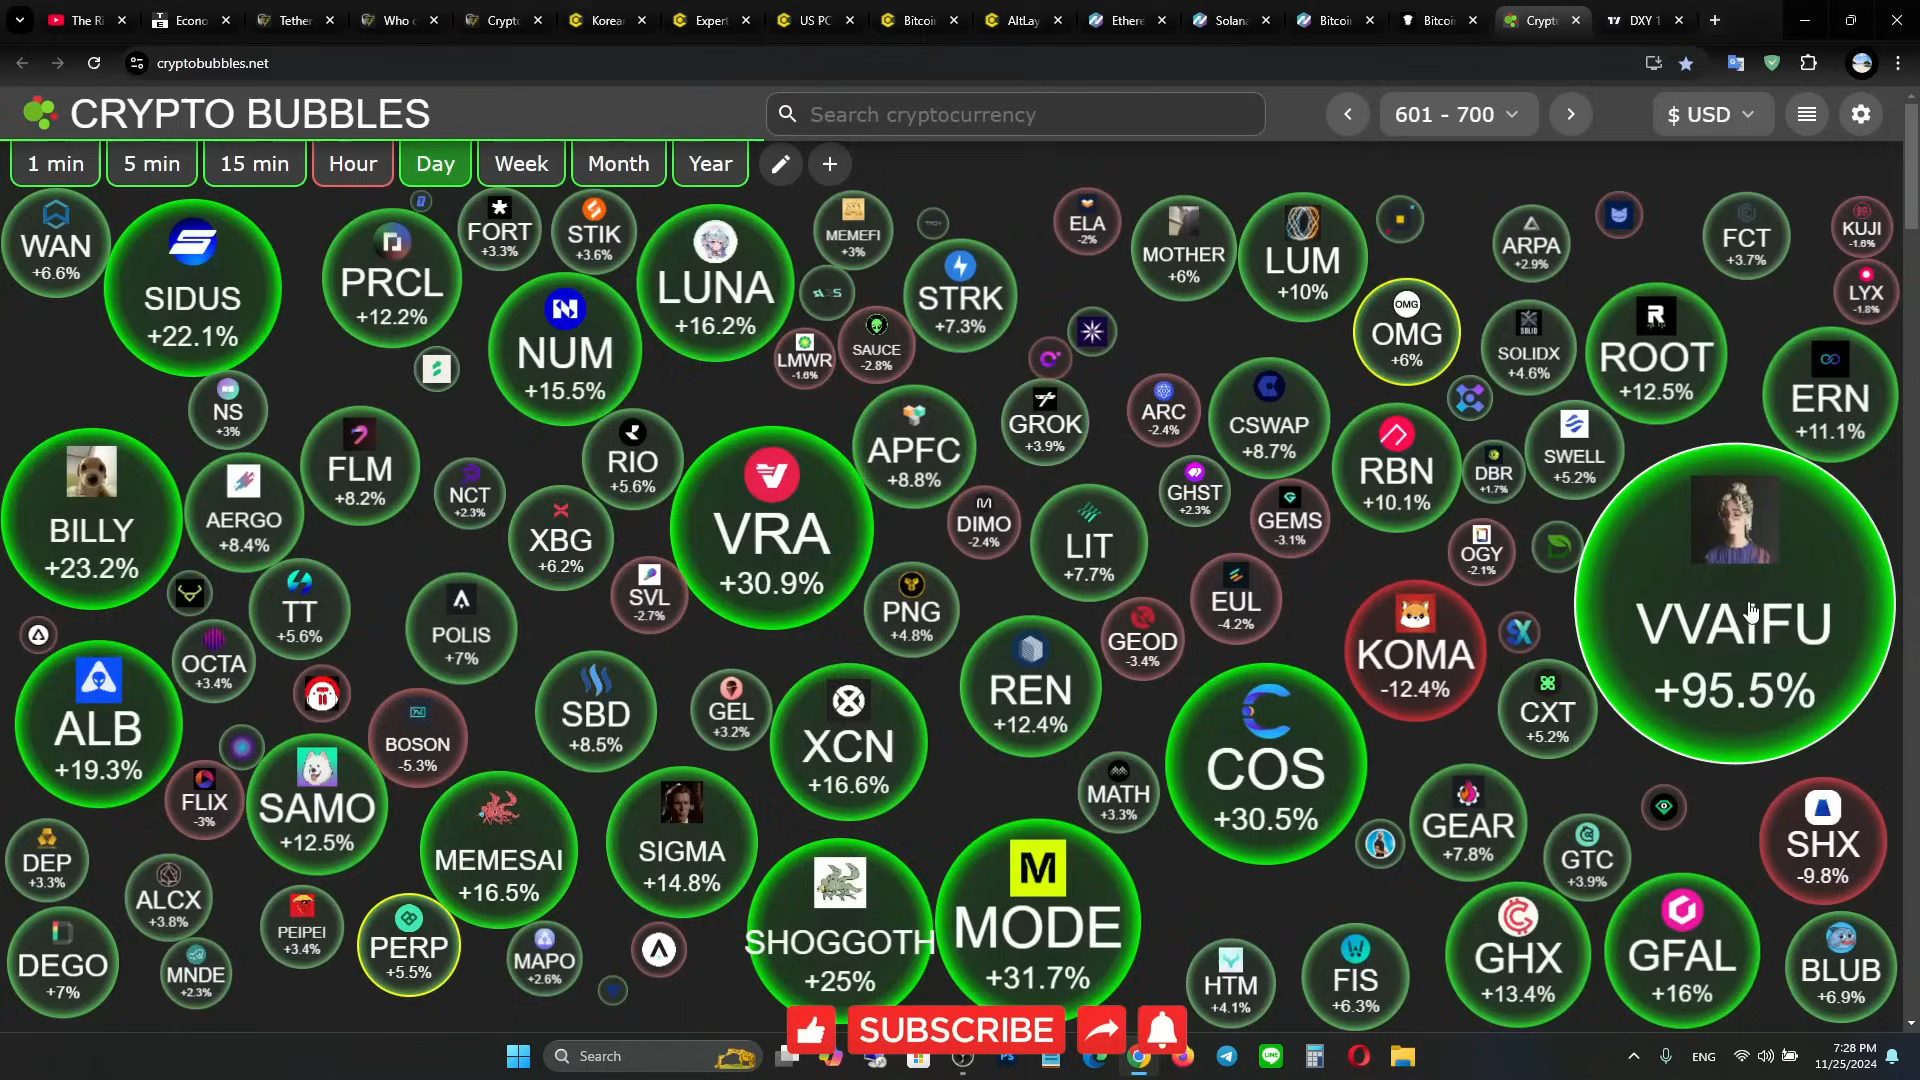 The Ri
Econo
Tether
Who c
Crypto
Korea
Expert
US PC
Bitcoi
AltLay
Ethere
Solana
Bitcoi
Bitcoi
Crypto
DXY 1
cryptobubbles.net
CRYPTO BUBBLES
Search cryptocurrency
601 - 700
$ USD
1 min
5 min
15 min
Hour
Day
Week
Month
Year
WAN
+6.6%
SIDUS
+22.1%
PRCL
+12.2%
FORT
+3.3%
STIK
+3.6%
NUM
+15.5%
LUNA
+16.2%
MEMEFI
+3%
STRK
+7.3%
LMWR
-1.6%
SAUCE
-2.8%
ELA
-2%
MOTHER
+6%
LUM
+10%
OMG
OMG
+6%
ARPA
+2.9%
SOLID
SOLIDX
+4.6%
ROOT
+12.5%
FCT
+3.7%
KUJI
-1.6%
LYX
-1.8%
ERN
+11.1%
NS
+3%
BILLY
+23.2%
AERGO
+8.4%
FLM
+8.2%
NCT
+2.3%
RIO
+5.6%
XBG
+6.2%
VRA
+30.9%
APFC
+8.8%
GROK
+3.9%
ARC
-2.4%
CSWAP
+8.7%
RBN
+10.1%
DBR
+1.7%
SWELL
+5.2%
DIMO
-2.4%
LIT
+7.7%
GHST
+2.3%
GEMS
-3.1%
OGY
-2.1%
VVAIFU
+95.5%
TT
+5.6%
OCTA
+3.4%
POLIS
+7%
SVL
-2.7%
PNG
+4.8%
EUL
-4.2%
GEOD
-3.4%
KOMA
-12.4%
CXT
+5.2%
ALB
+19.3%
BOSON
-5.3%
SBD
+8.5%
GEL
+3.2%
XCN
+16.6%
REN
+12.4%
COS
+30.5%
FLIX
-3%
SAMO
+12.5%
MEMESAI
+16.5%
SIGMA
+14.8%
MATH
+3.3%
GEAR
+7.8%
GTC
+3.9%
SHX
-9.8%
DEP
+3.3%
ALCX
+3.8%
PEIPEI
+3.4%
PERP
+5.5%
MAPO
+2.6%
SHOGGOTH
+25%
M
MODE
+31.7%
HTM
+4.1%
FIS
+6.3%
GHX
+13.4%
GFAL
+16%
BLUB
+6.9%
DEGO
+7%
MNDE
+2.3%
SUBSCRIBE
Search
ENG
7:28 PM
11/25/2024